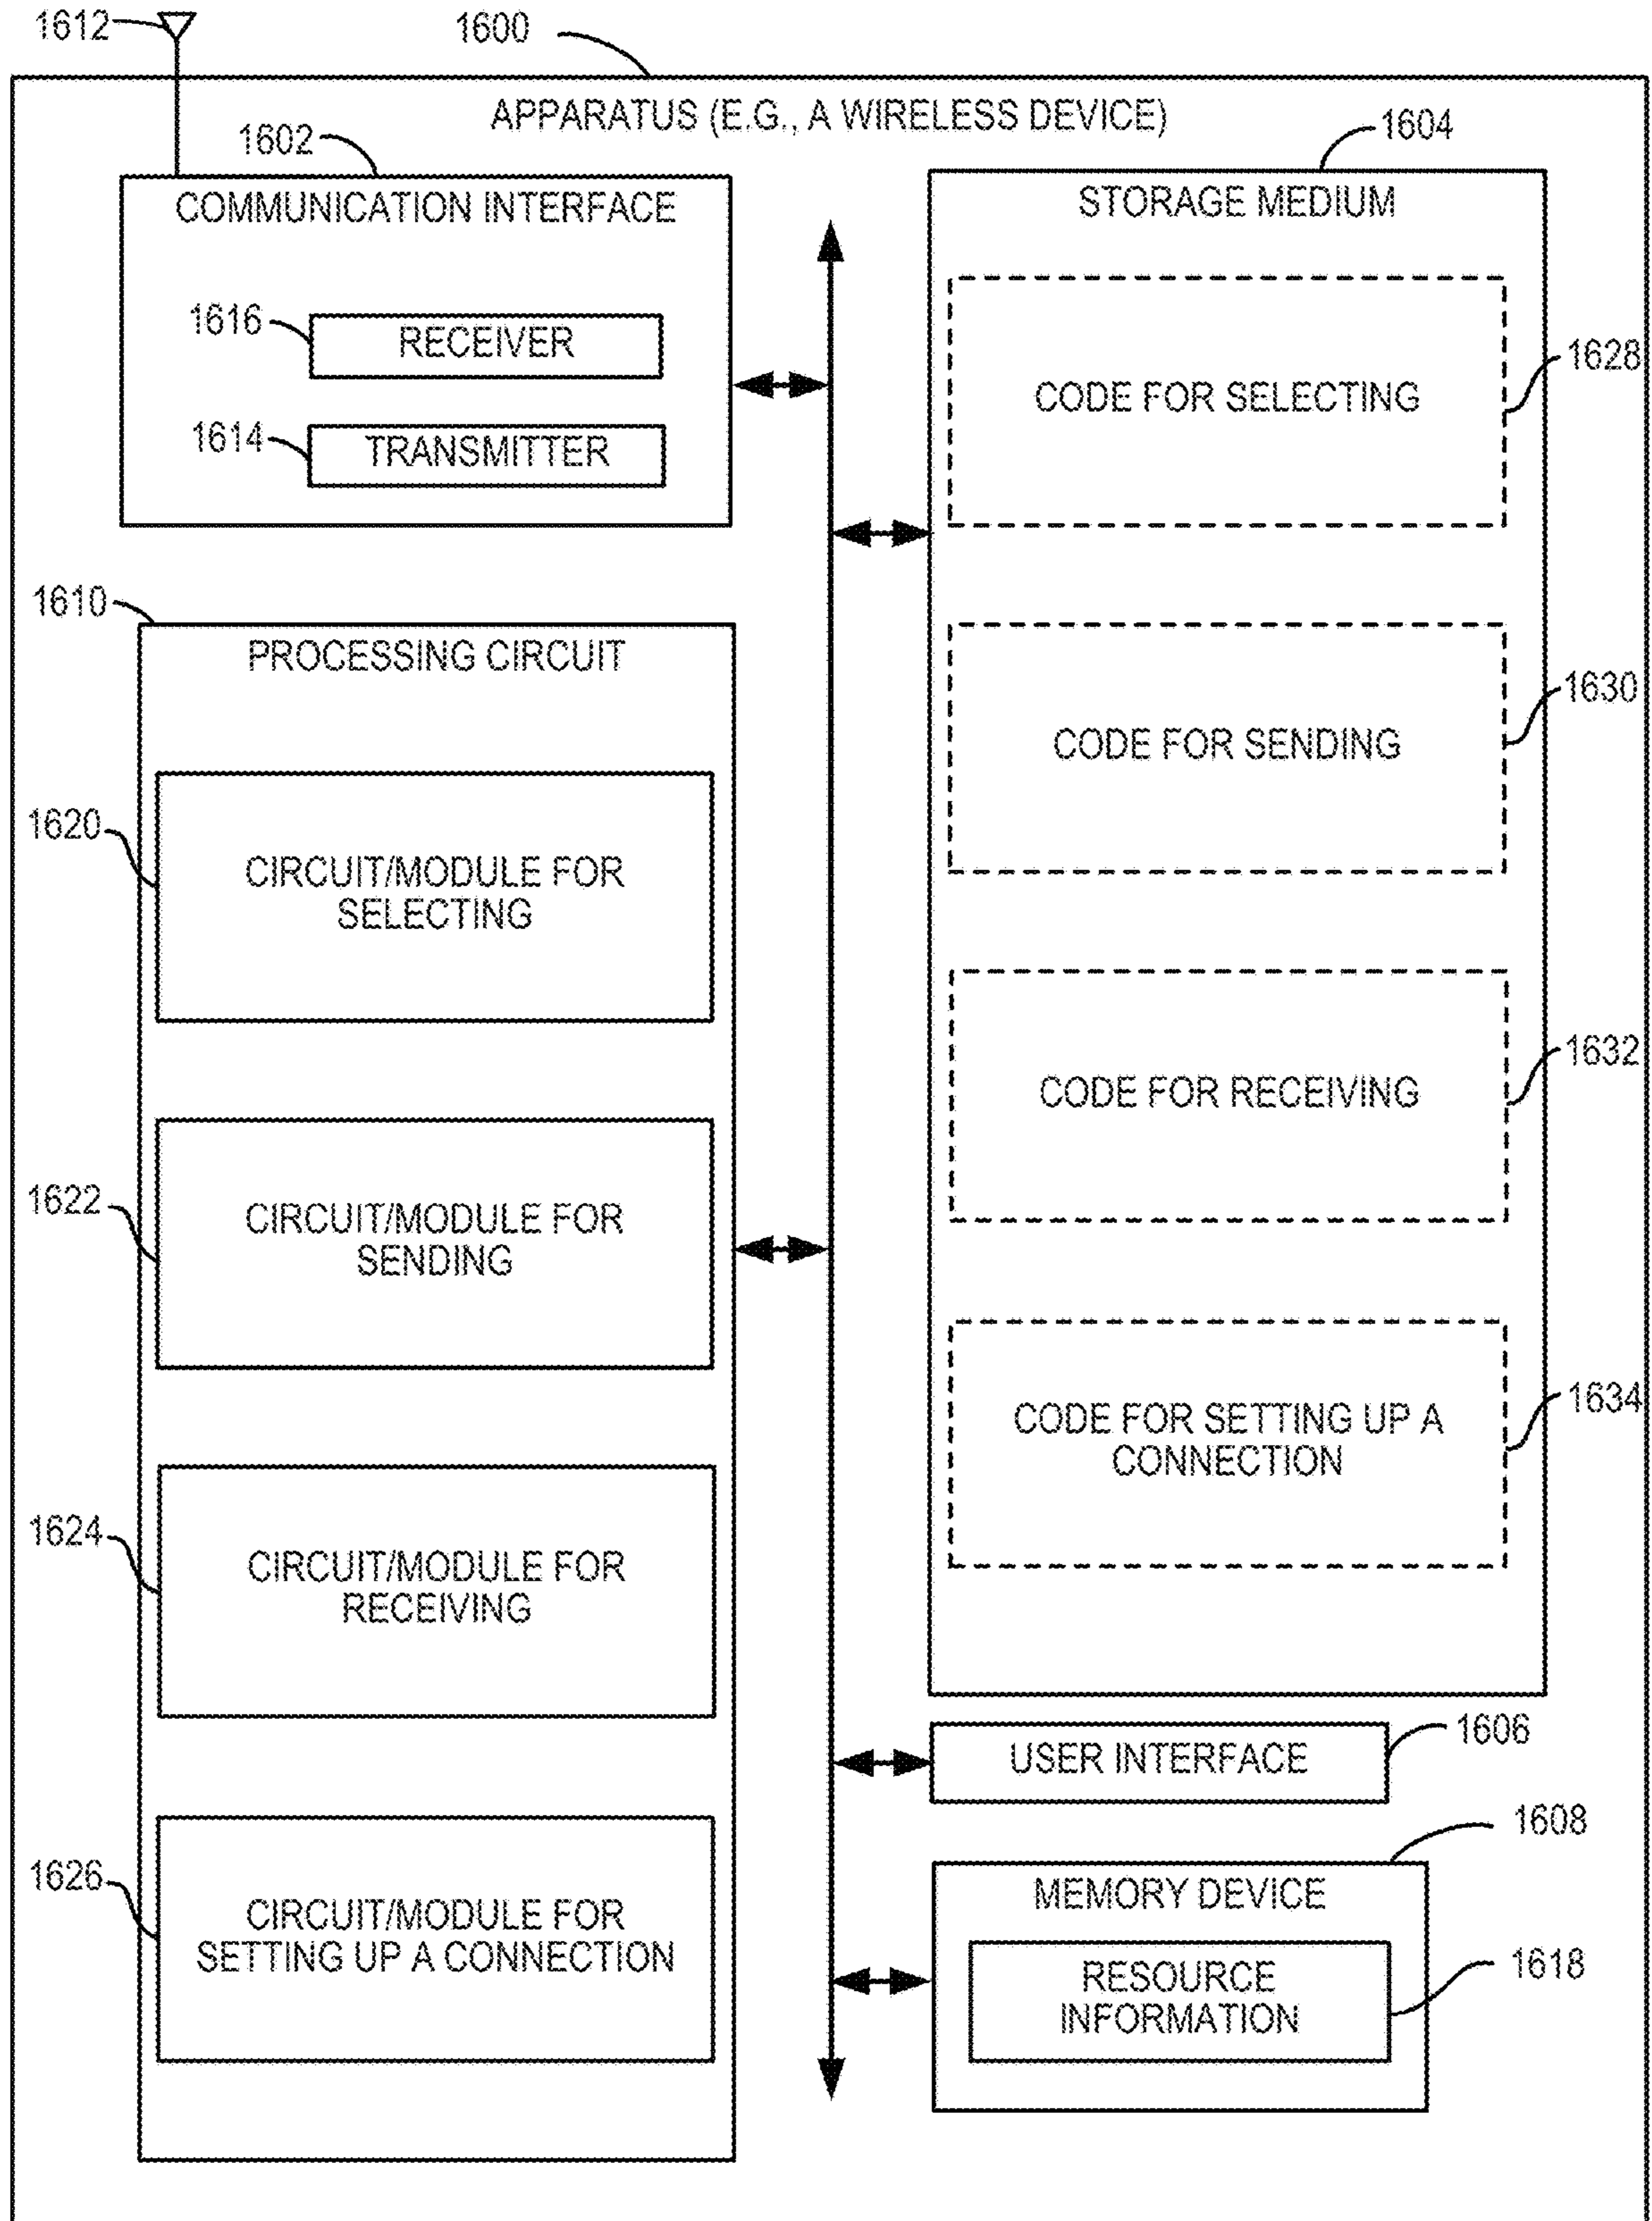 1612
1600
APPARATUS (E.G., A WIRELESS DEVICE)
1602
COMMUNICATION INTERFACE
1616
RECEIVER
1614
TRANSMITTER
1610
PROCESSING CIRCUIT
1620
CIRCUIT/MODULE FOR
SELECTING
1622
CIRCUIT/MODULE FOR
SENDING
1624
CIRCUIT/MODULE FOR
RECEIVING
1626
CIRCUIT/MODULE FOR
SETTING UP A CONNECTION
1604
STORAGE MEDIUM
CODE FOR SELECTING
1628
CODE FOR SENDING
1630
CODE FOR RECEIVING
1632
CODE FOR SETTING UP A
CONNECTION
1634
USER INTERFACE
1606
1608
MEMORY DEVICE
RESOURCE
INFORMATION
1618